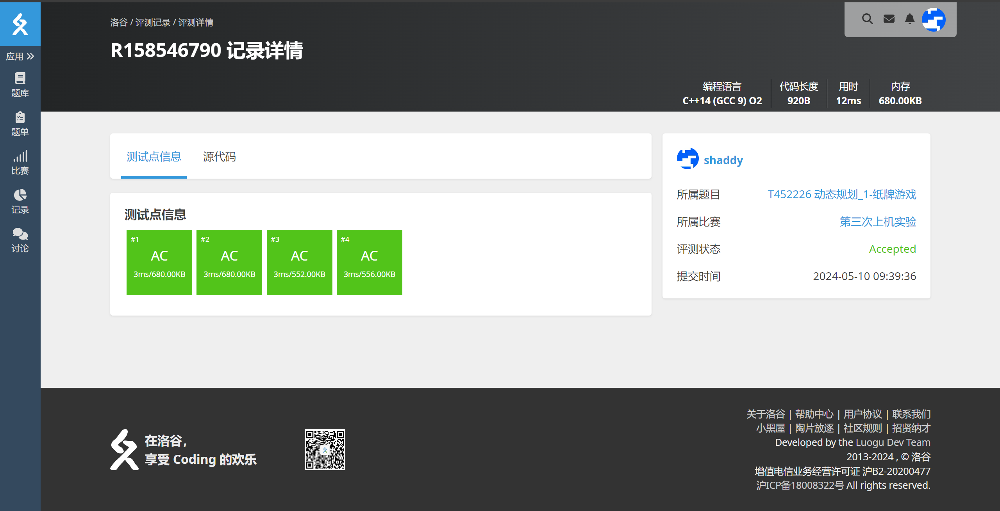 洛谷 / 评测记录 / 评测详情
R158546790 记录详情
应用
题库
题单
比赛
记录
讨论
编程语言
C++14 (GCC 9) O2
代码长度
920B
用时
12ms
内存
680.00KB
测试点信息
源代码
测试点信息
#1
AC
3ms/680.00KB
#2
AC
3ms/680.00KB
#3
AC
3ms/552.00KB
#4
AC
3ms/556.00KB
shaddy
所属题目 T452226 动态规划_1-纸牌游戏
所属比赛 第三次上机实验
评测状态 Accepted
提交时间 2024-05-10 09:39:36
在洛谷，
享受 Coding 的欢乐
关于洛谷 | 帮助中心 | 用户协议 | 联系我们
小黑屋 | 陶片放逐 | 社区规则 | 招贤纳才
Developed by the Luogu Dev Team
2013-2024 , © 洛谷
增值电信业务经营许可证 沪B2-20200477
沪ICP备18008322号 All rights reserved.